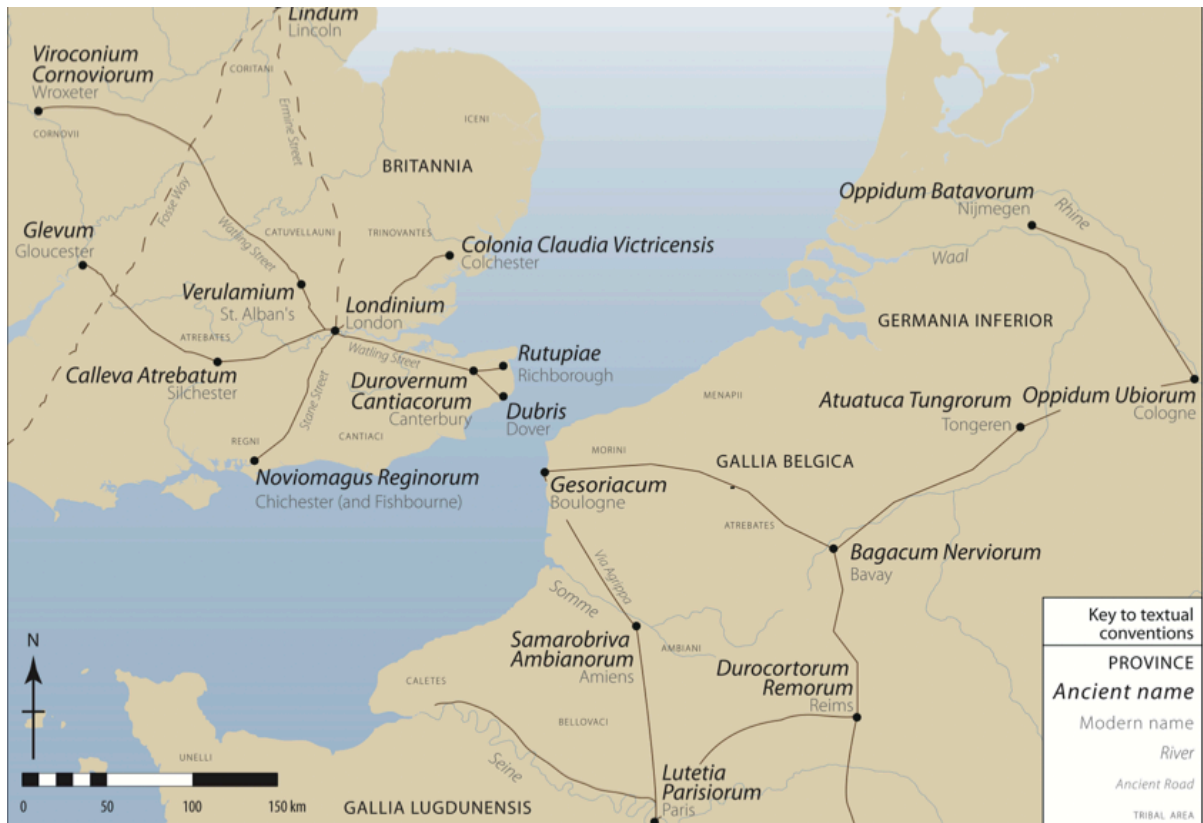 Lindum
Lincoln
Viroconium
Cornoviorum
Wroxeter
CORITANI
CORNOVII
Ermine Street
ICENI
BRITANNIA
Fosse Way
Glevum
Gloucester
Watling Street
CATUVELLAUNI
TRINOVANTES
Colonia Claudia Victricensis
Colchester
Verulamium
St. Alban's
Londinium
London
ATREBATES
Calleva Atrebatum
Silchester
Watling Street
Stane Street
Durovernum
Cantiacorum
Canterbury
Rutupiae
Richborough
Dubris
Dover
REGNI
CANTIACI
Noviomagus Reginorum
Chichester (and Fishbourne)
Oppidum Batavorum
Nijmegen
Rhine
Waal
GERMANIA INFERIOR
MENAPII
Atuatuca Tungrorum
Tongeren
Oppidum Ubiorum
Cologne
MORINI
GALLIA BELGICA
Gesoriacum
Boulogne
ATREBATES
Bagacum Nerviorum
Bavay
Via Agrippa
Somme
Samarobriva
Ambianorum
Amiens
AMBIANI
Durocortorum
Remorum
Reims
CALETES
BELLOVACI
Seine
Lutetia
Parisiorum
Paris
UNELLI
GALLIA LUGDUNENSIS
N
0 50 100 150 km
Key to textual
conventions
PROVINCE
Ancient name
Modern name
River
Ancient Road
TRIBAL AREA